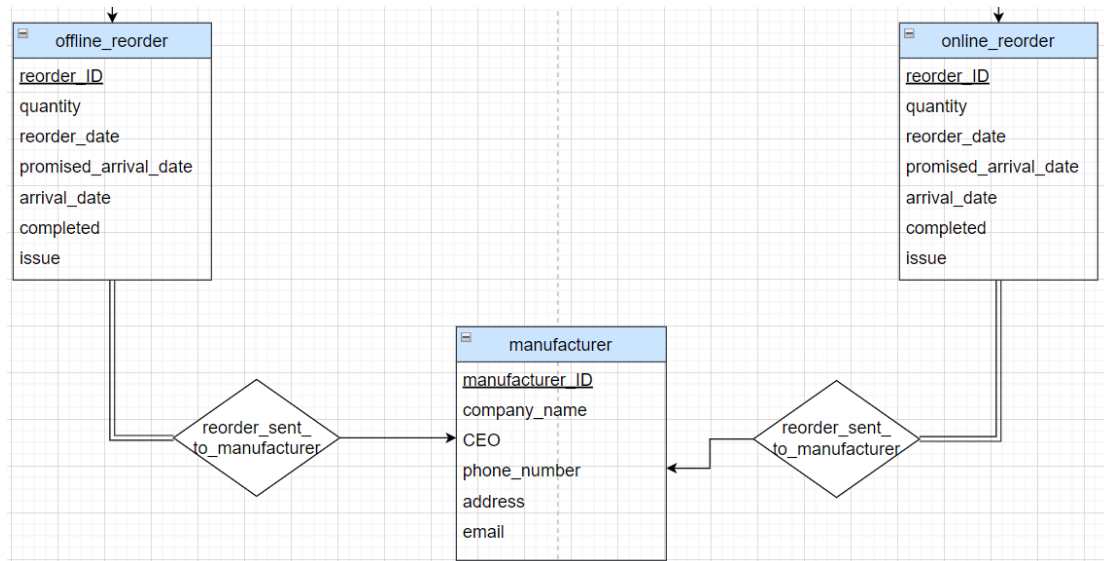 offline_reorder
reorder_ID
quantity
reorder_date
promised_arrival_date
arrival_date
completed
issue
online_reorder
reorder_ID
quantity
reorder_date
promised_arrival_date
arrival_date
completed
issue
reorder_sent_
to_manufacturer
manufacturer
manufacturer_ID
company_name
CEO
phone_number
address
email
reorder_sent_
to_manufacturer